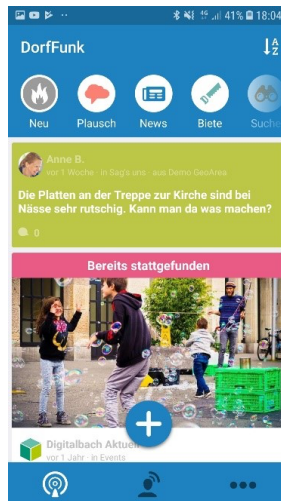 41% 18:04
DorfFunk
Neu Plausch News Biete Suche
Anne B.
vor 1 Woche · in Sag's uns · aus Demo GeoArea
Die Platten an der Treppe zur Kirche sind bei
Nässe sehr rutschig. Kann man da was machen?
0
Bereits stattgefunden
Digitalbach Aktuell
vor 1 Jahr · in Events